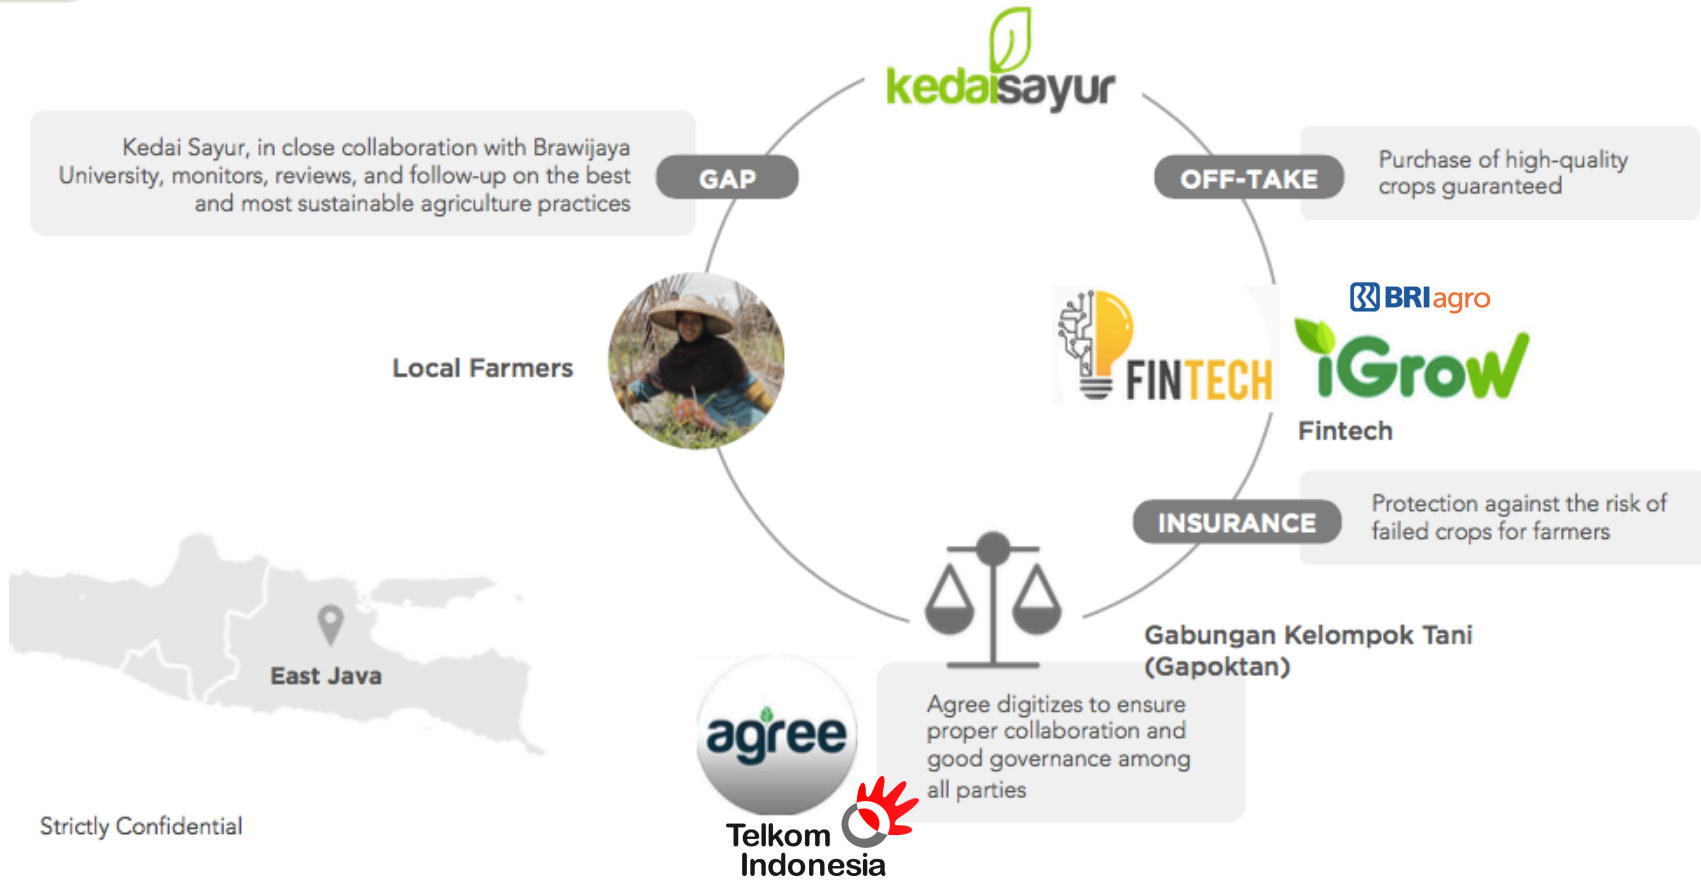 kedaisayur
Kedai Sayur, in close collaboration with Brawijaya
University, monitors, reviews, and follow-up on the best
and most sustainable agriculture practices
GAP
OFF-TAKE
Purchase of high-quality
crops guaranteed
Local Farmers
FINTECH
BRI agro
iGrow
Fintech
INSURANCE
Protection against the risk of
failed crops for farmers
Gabungan Kelompok Tani
(Gapoktan)
East Java
agree
Agree digitizes to ensure
proper collaboration and
good governance among
all parties
Telkom
Indonesia
Strictly Confidential